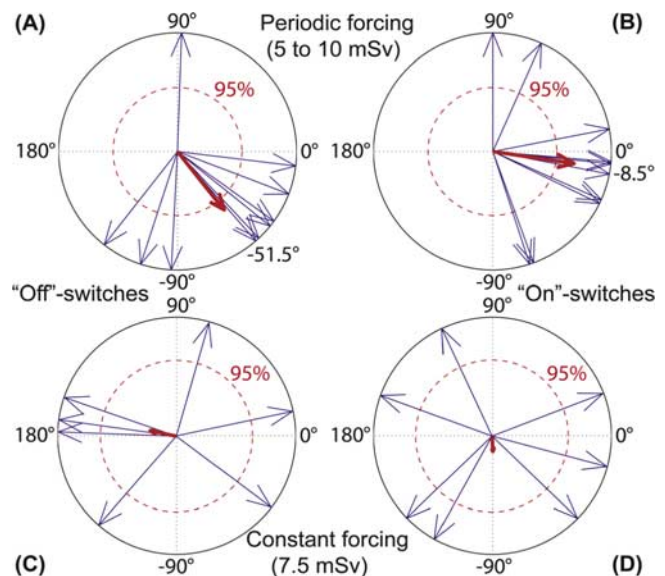 (A)
90°
Periodic forcing
(5 to 10 mSv)
90°
(B)
95%
95%
180°
0°
180°
0°
-8.5°
-51.5°
-90°
-90°
"Off"-switches
90°
90°
"On"-switches
95%
95%
180°
0°
180°
0°
Constant forcing
(7.5 mSv)
(C)
-90°
-90°
(D)